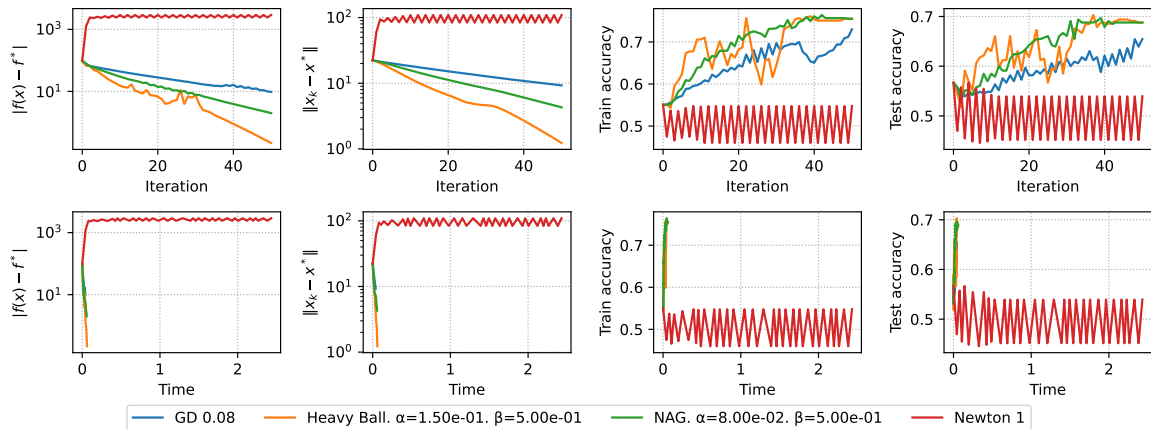 |f(x) − f*|
10³
10¹
0 20 40
Iteration
‖x_k − x*‖
10²
10¹
10⁰
0 20 40
Iteration
Train accuracy
0.7
0.6
0.5
0 20 40
Iteration
Test accuracy
0.7
0.6
0.5
0 20 40
Iteration
|f(x) − f*|
10³
10¹
0 1 2
Time
‖x_k − x*‖
10²
10¹
10⁰
0 1 2
Time
Train accuracy
0.7
0.6
0.5
0 1 2
Time
Test accuracy
0.7
0.6
0.5
0 1 2
Time
GD 0.08 Heavy Ball. α=1.50e-01. β=5.00e-01 NAG. α=8.00e-02. β=5.00e-01 Newton 1